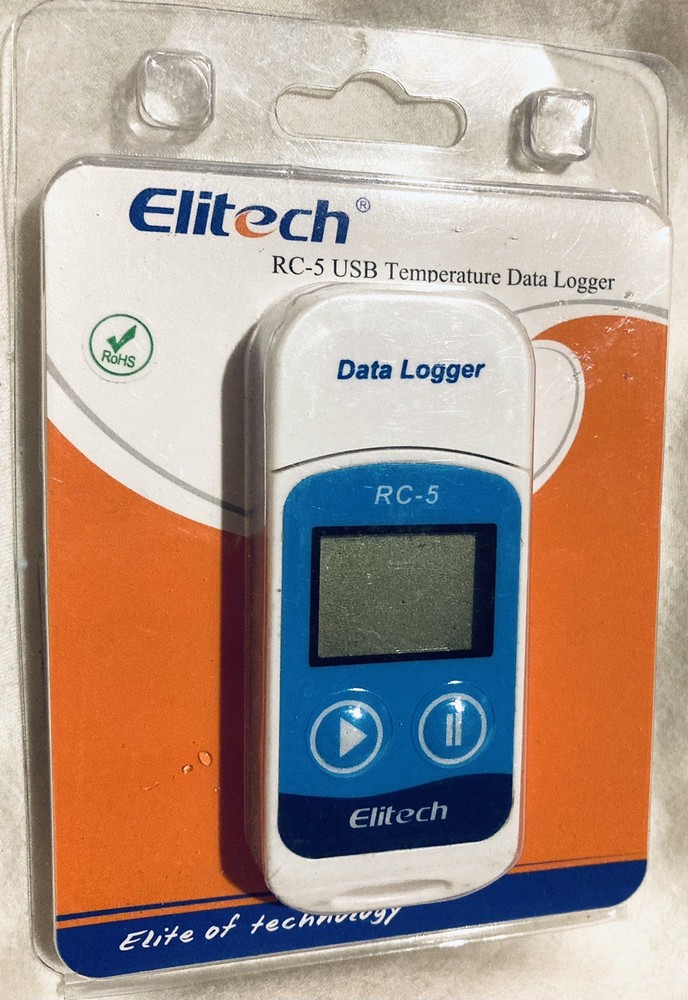 Elitech®
RC-5 USB Temperature Data Logger
RoHS
Data Logger
RC-5
Elitech
Elite of technology